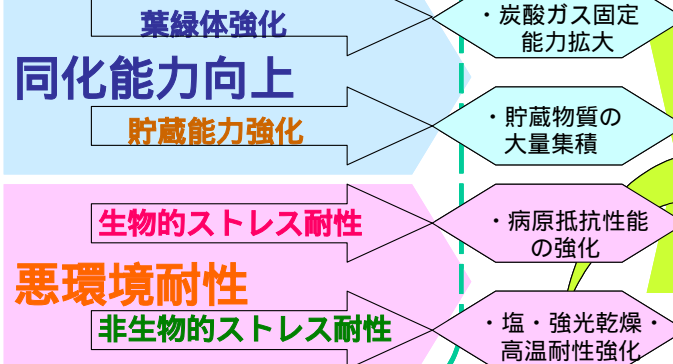 葉緑体強化
・炭酸ガス固定
能力拡大
同化能力向上
貯蔵能力強化
・貯蔵物質の
大量集積
生物的ストレス耐性
・病原抵抗性能
の強化
悪環境耐性
非生物的ストレス耐性
・塩・強光乾燥・
高温耐性強化